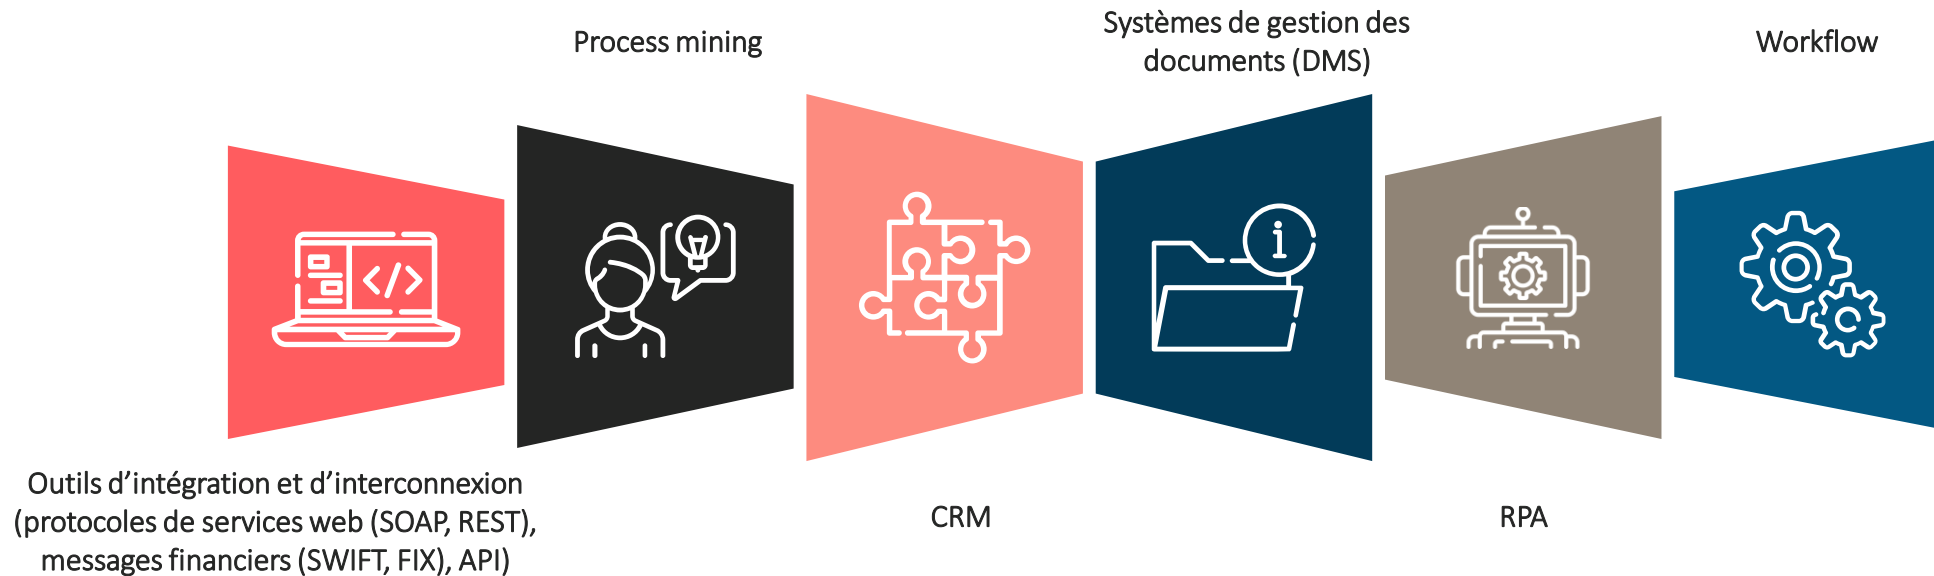 Process mining
Systèmes de gestion des
documents (DMS)
Workflow
Outils d’intégration et d’interconnexion
(protocoles de services web (SOAP, REST),
messages financiers (SWIFT, FIX), API)
CRM
RPA